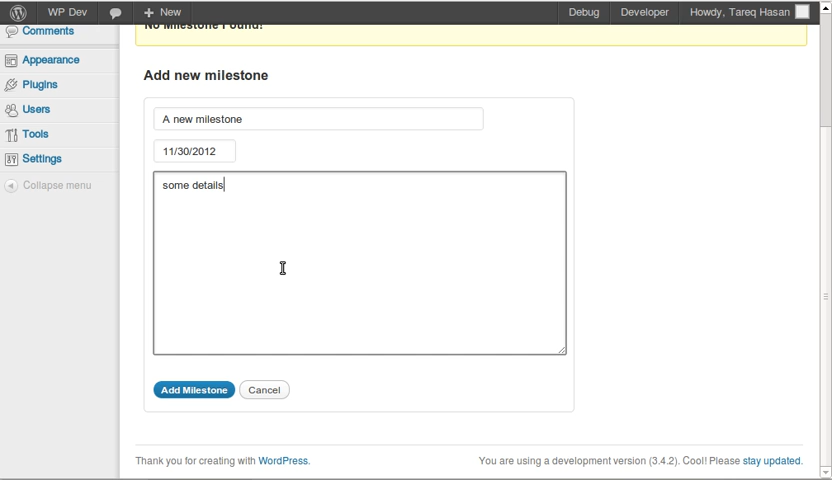 WP Dev
New
Debug
Developer
Howdy, Tareq Hasan
Comments
Appearance
Plugins
Users
Tools
Settings
Collapse menu
No Milestone Found!
Add new milestone
A new milestone
11/30/2012
some details
Add Milestone
Cancel
Thank you for creating with WordPress.
You are using a development version (3.4.2). Cool! Please stay updated.